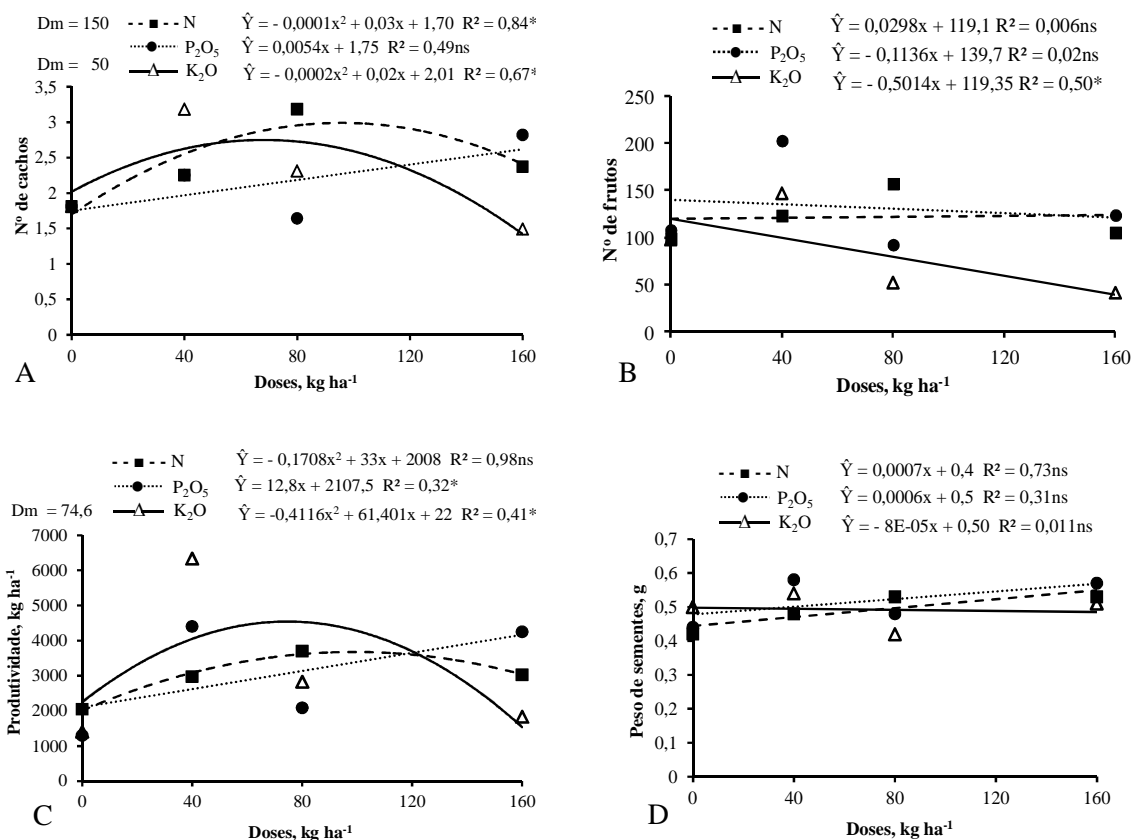 Dm = 150 N Ŷ = - 0,0001x² + 0,03x + 1,70 R² = 0,84*
P₂O₅ Ŷ = 0,0054x + 1,75 R² = 0,49ns
Dm = 50 K₂O Ŷ = - 0,0002x² + 0,02x + 2,01 R² = 0,67*
3,5
3
2,5
2
1,5
1
0,5
0
Nº de cachos
0 40 80 120 160
Doses, kg ha⁻¹
A
N Ŷ = 0,0298x + 119,1 R² = 0,006ns
P₂O₅ Ŷ = - 0,1136x + 139,7 R² = 0,02ns
K₂O Ŷ = - 0,5014x + 119,35 R² = 0,50*
250
200
150
100
50
0
Nº de frutos
0 40 80 120 160
Doses, kg ha⁻¹
B
N Ŷ = - 0,1708x² + 33x + 2008 R² = 0,98ns
P₂O₅ Ŷ = 12,8x + 2107,5 R² = 0,32*
Dm = 74,6 K₂O Ŷ = -0,4116x² + 61,401x + 22 R² = 0,41*
7000
6000
5000
4000
3000
2000
1000
0
Produtividade, kg ha⁻¹
0 40 80 120 160
Doses, kg ha⁻¹
C
N Ŷ = 0,0007x + 0,4 R² = 0,73ns
P₂O₅ Ŷ = 0,0006x + 0,5 R² = 0,31ns
K₂O Ŷ = - 8E-05x + 0,50 R² = 0,011ns
0,7
0,6
0,5
0,4
0,3
0,2
0,1
0
Peso de sementes, g
0 40 80 120 160
Doses, kg ha⁻¹
D